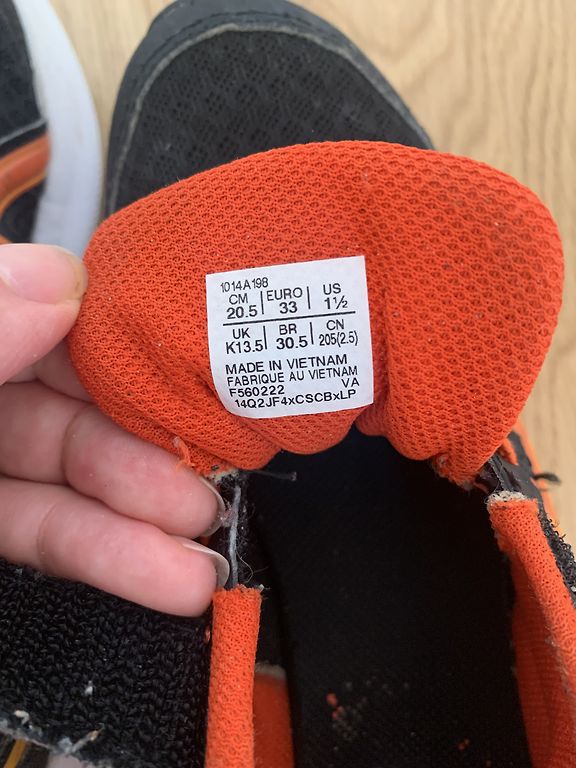 1014A198
CM EURO US
20.5 33 1½
UK BR CN
K13.5 30.5 205(2.5)
MADE IN VIETNAM
FABRIQUE AU VIETNAM
F560222 VA
14Q2JF4xCSCBxLP